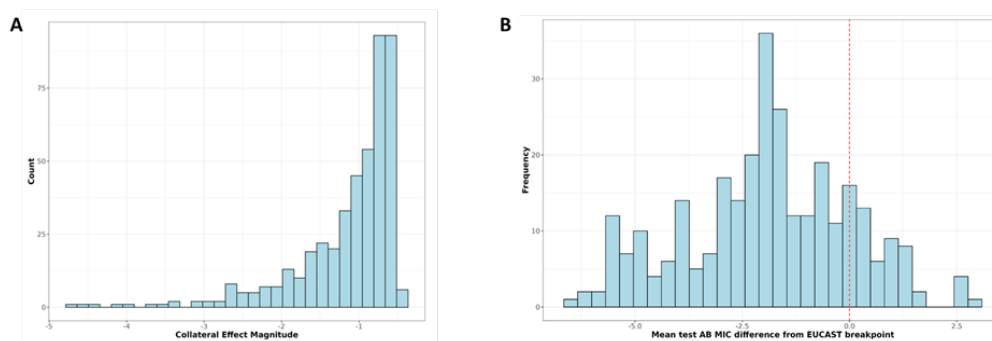 A
75
50
25
0
Count
-5
-4
-3
-2
-1
Collateral Effect Magnitude
B
30
20
10
0
Frequency
-5.0
-2.5
0.0
2.5
Mean test AB MIC difference from EUCAST breakpoint